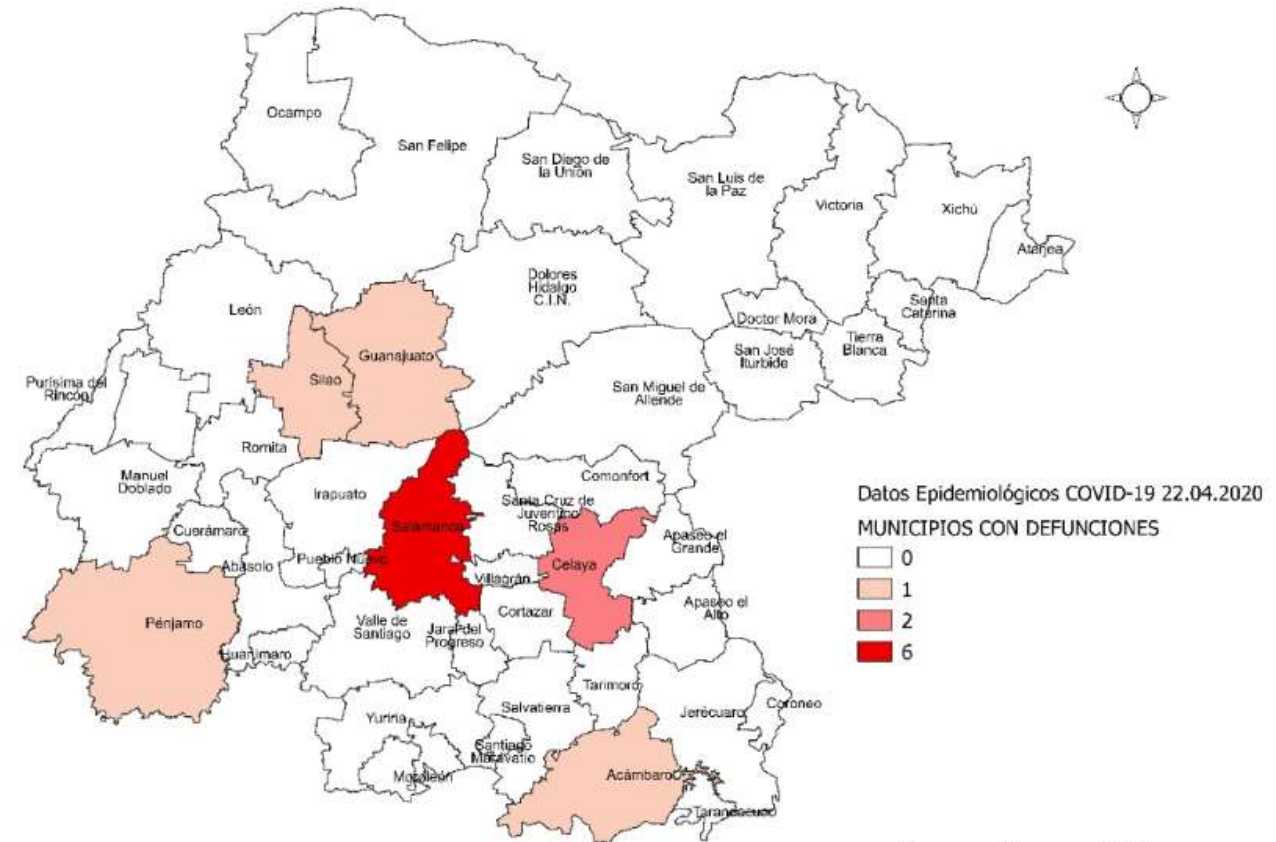 Ocampo
San Felipe
San Diego de
la Unión
San Luis de
la Paz
Victoria
Xichú
Atarjea
Dolores
Hidalgo
C.I.N.
León
Santa
Catarina
Doctor Mora
Tierra
Blanca
San José
Iturbide
Guanajuato
Silao
Purísima del
Rincón
San Miguel de
Allende
Romita
Manuel
Doblado
Irapuato
Comonfort
Santa Cruz de
Juventino
Rosas
Salamanca
Cuerámaro
Apaseo el
Grande
Pueblo Nuevo
Abasolo
Celaya
Villagrán
Pénjamo
Cortazar
Apaseo el
Alto
Valle de
Santiago
Jaral del
Progreso
Huanímaro
Tarimoro
Salvatierra
Jerécuaro
Coroneo
Yuriria
Santiago
Maravatío
Moroleón
Acámbaro
Tarandacuao
Datos Epidemiológicos COVID-19 22.04.2020
MUNICIPIOS CON DEFUNCIONES
0
1
2
6